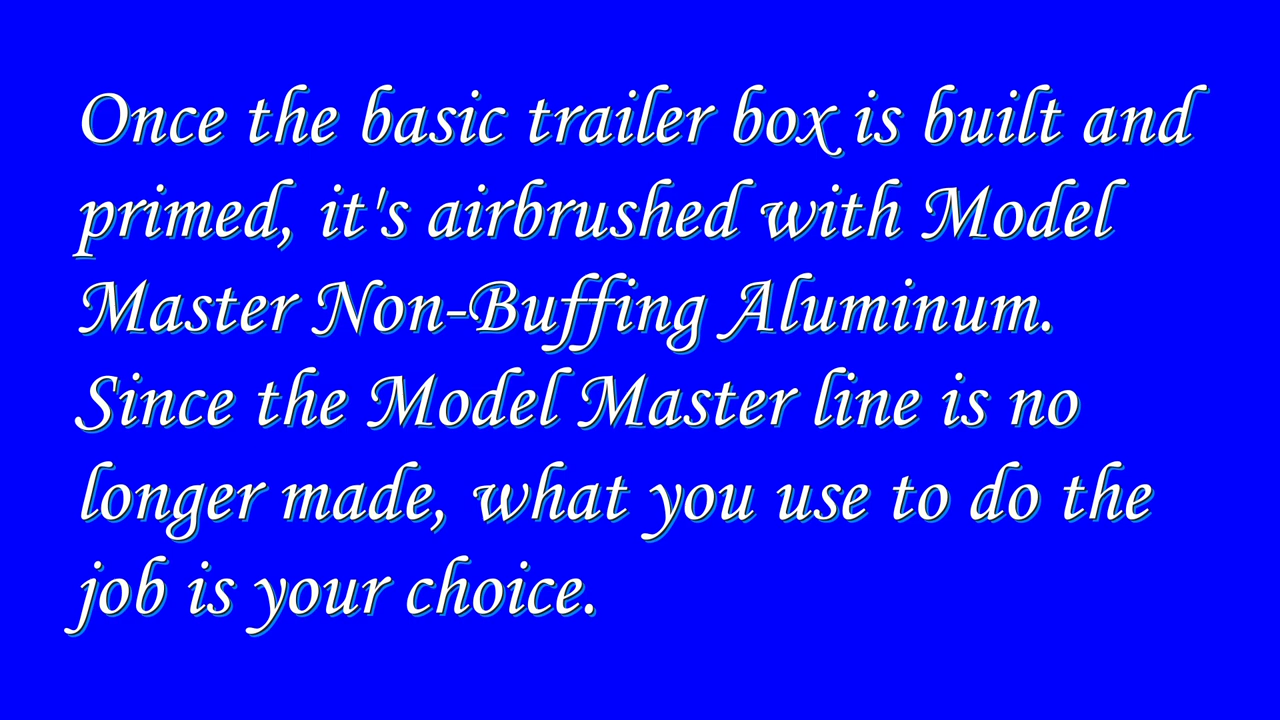 Once the basic trailer box is built and
primed, it's airbrushed with Model
Master Non-Buffing Aluminum.
Since the Model Master line is no
longer made, what you use to do the
job is your choice.